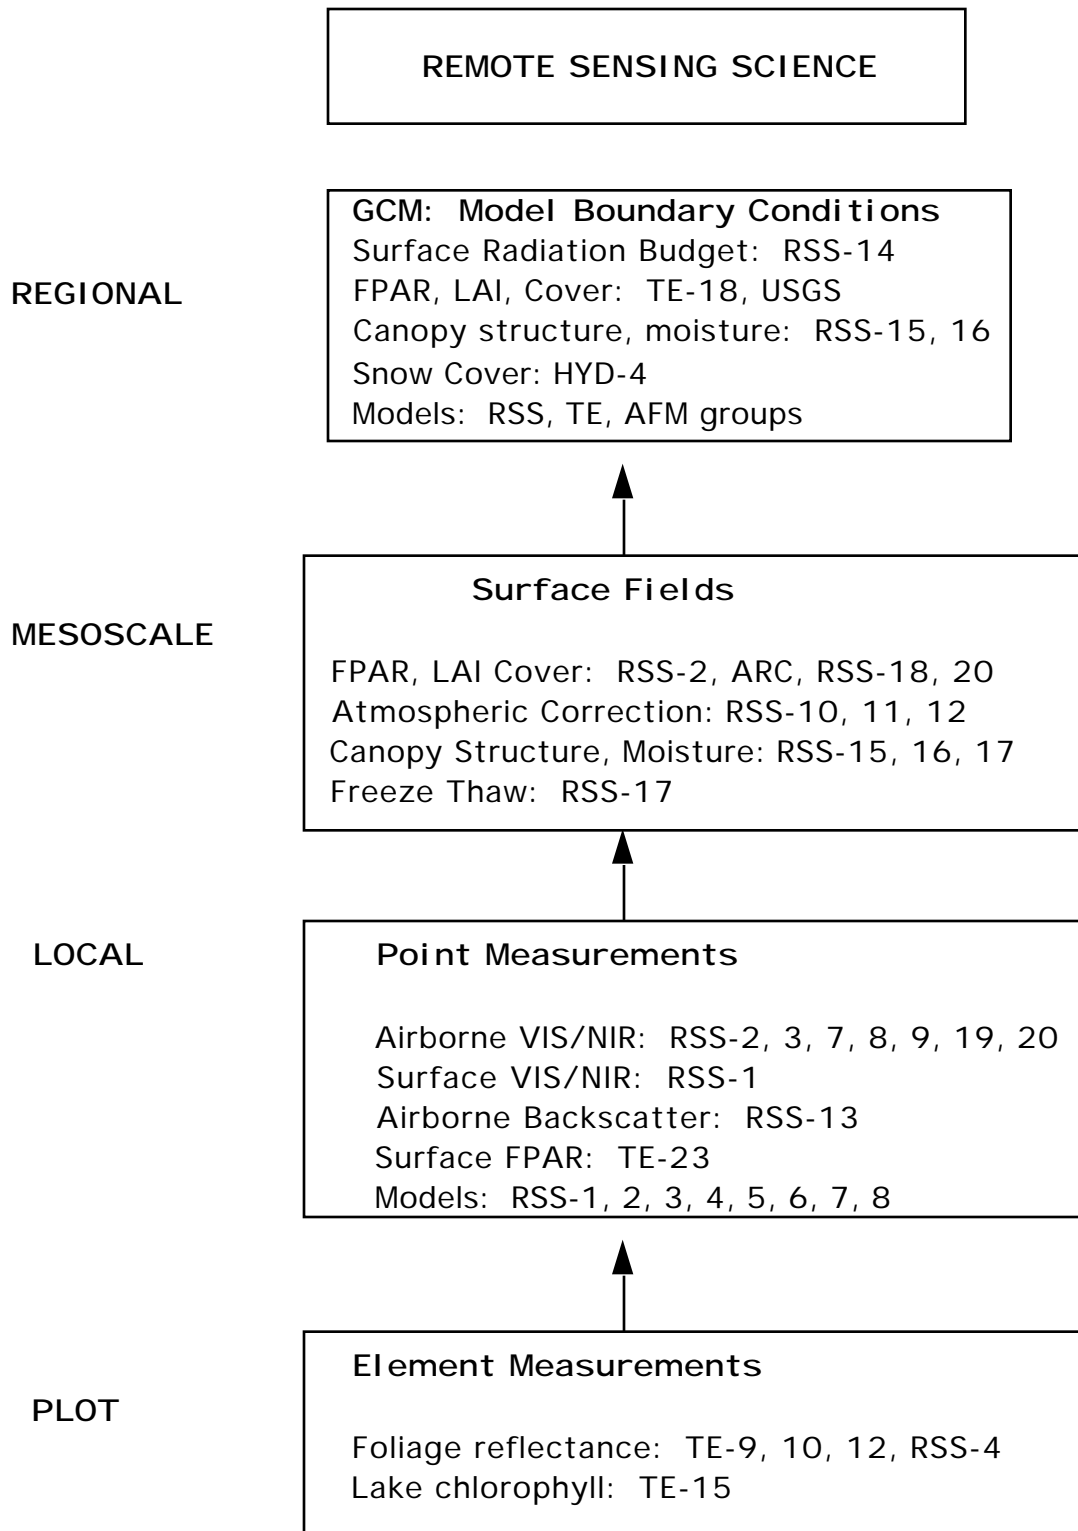 REMOTE SENSING SCIENCE
REGIONAL
GCM: Model Boundary Conditions
Surface Radiation Budget: RSS-14
FPAR, LAI, Cover: TE-18, USGS
Canopy structure, moisture: RSS-15, 16
Snow Cover: HYD-4
Models: RSS, TE, AFM groups
MESOSCALE
Surface Fields
FPAR, LAI Cover: RSS-2, ARC, RSS-18, 20
Atmospheric Correction: RSS-10, 11, 12
Canopy Structure, Moisture: RSS-15, 16, 17
Freeze Thaw: RSS-17
LOCAL
Point Measurements
Airborne VIS/NIR: RSS-2, 3, 7, 8, 9, 19, 20
Surface VIS/NIR: RSS-1
Airborne Backscatter: RSS-13
Surface FPAR: TE-23
Models: RSS-1, 2, 3, 4, 5, 6, 7, 8
PLOT
Element Measurements
Foliage reflectance: TE-9, 10, 12, RSS-4
Lake chlorophyll: TE-15